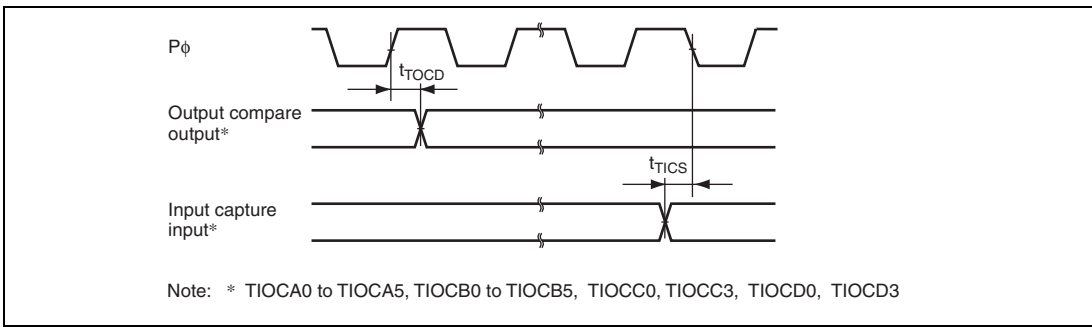 Pϕ
tTOCD
Output compare
output*
tTICS
Input capture
input*
Note: * TIOCA0 to TIOCA5, TIOCB0 to TIOCB5, TIOCC0, TIOCC3, TIOCD0, TIOCD3